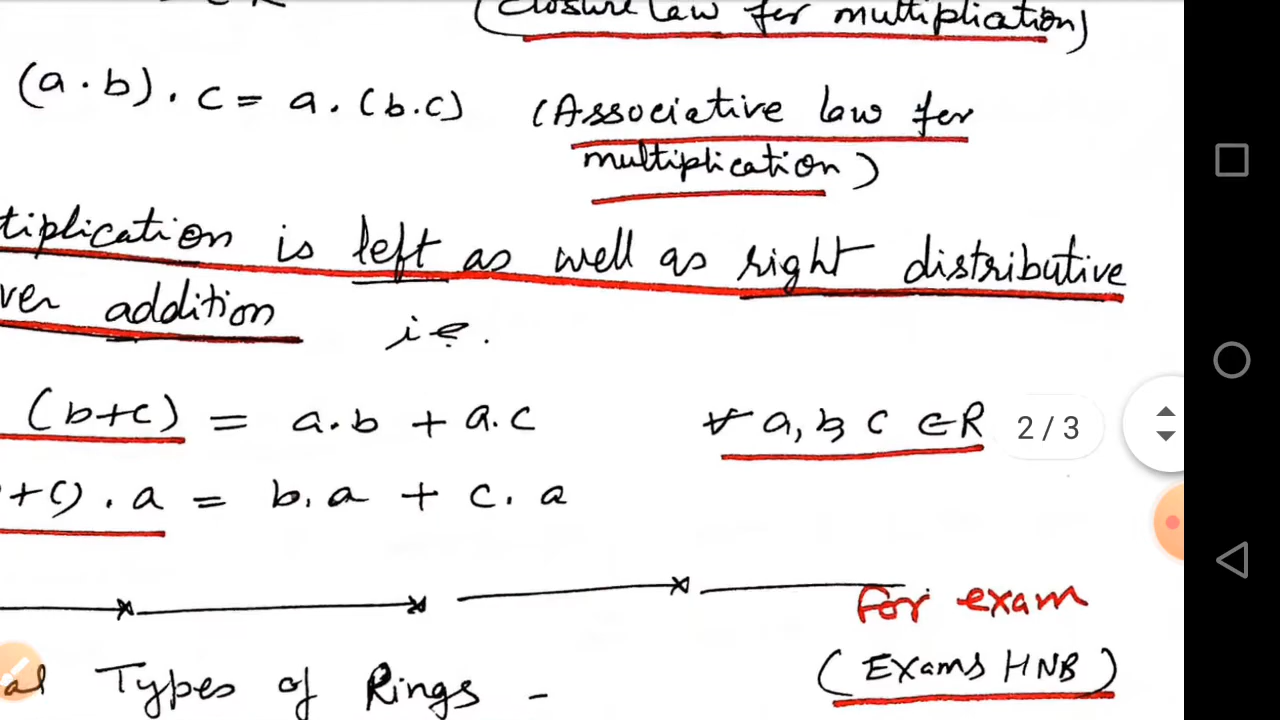 (Closure law for multiplication)
(a . b) . c = a . (b . c) (Associative law for
multiplication)
tiplication is left as well as right distributive
ver addition ie.
(b+c) = a.b + a.c ∀ a, b, c ∈ R
2 / 3
+c) . a = b. a + c. a
For exam
al Types of Rings -
(Exams HNB)